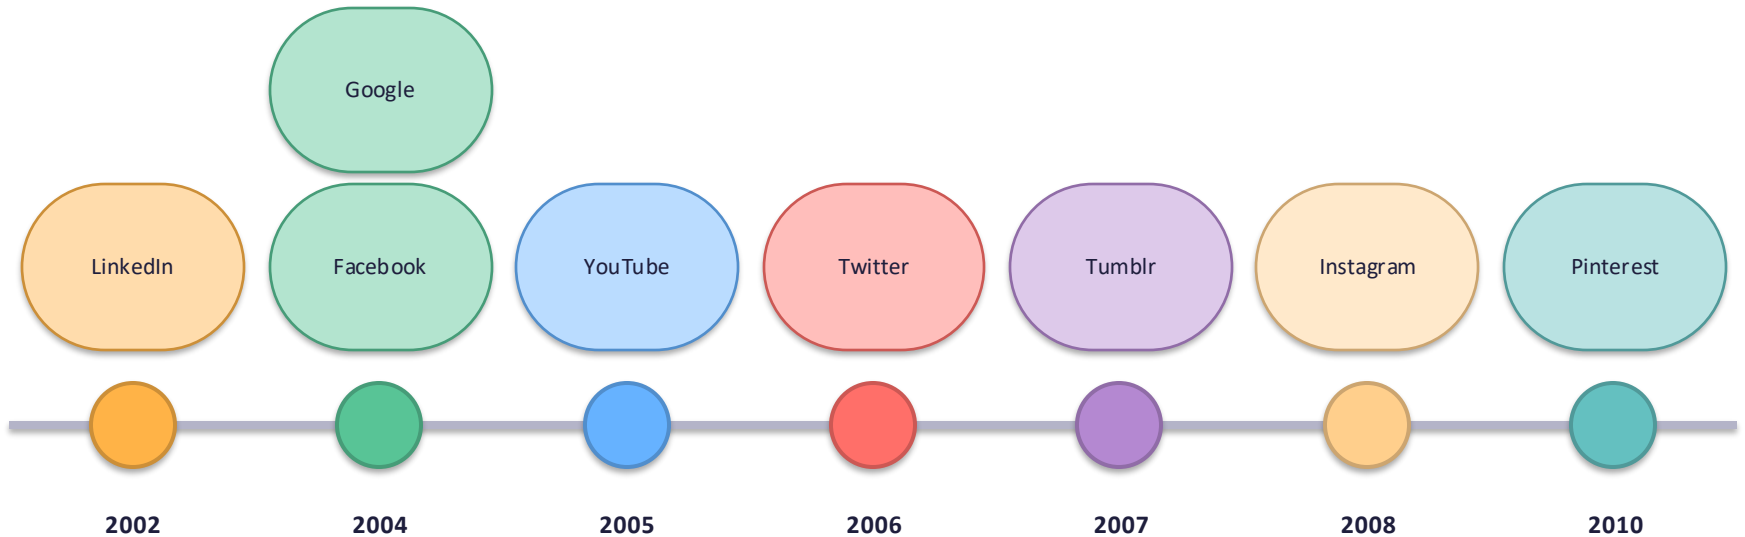 Google
LinkedIn
Facebook
YouTube
Twitter
Tumblr
Instagram
Pinterest
2002
2004
2005
2006
2007
2008
2010